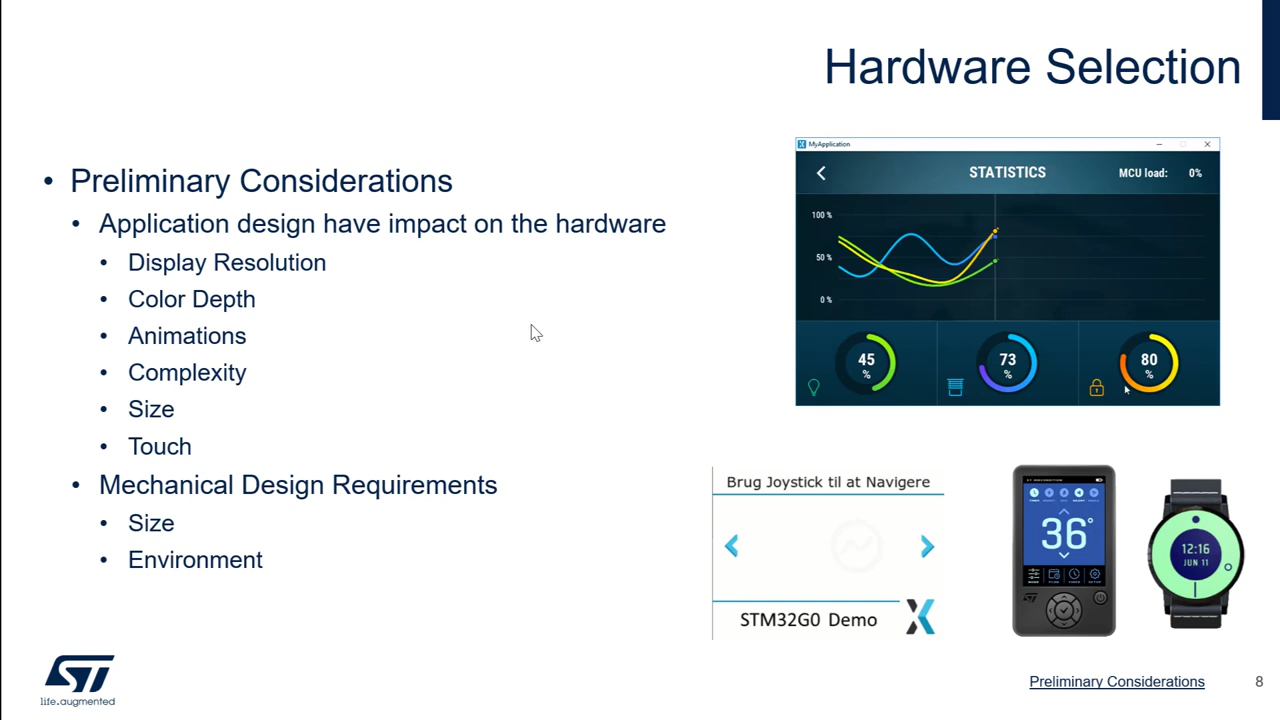 Hardware Selection
• Preliminary Considerations
• Application design have impact on the hardware
• Display Resolution
• Color Depth
• Animations
• Complexity
• Size
• Touch
• Mechanical Design Requirements
• Size
• Environment
MyApplication
STATISTICS
MCU load: 0%
100 %
50 %
0 %
45
%
73
%
80
%
Brug Joystick til at Navigere
STM32G0 Demo
36°
12:16
JUN 11
ST
life.augmented
Preliminary Considerations
8